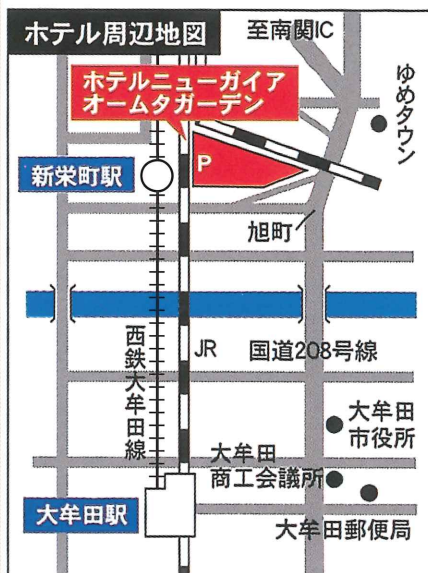 ホテル周辺地図
至南関IC
ホテルニューガイア
オームタガーデン
ゆめタウン
P
新栄町駅
旭町
西鉄大牟田線
JR
国道208号線
大牟田
市役所
大牟田
商工会議所
大牟田駅
大牟田郵便局